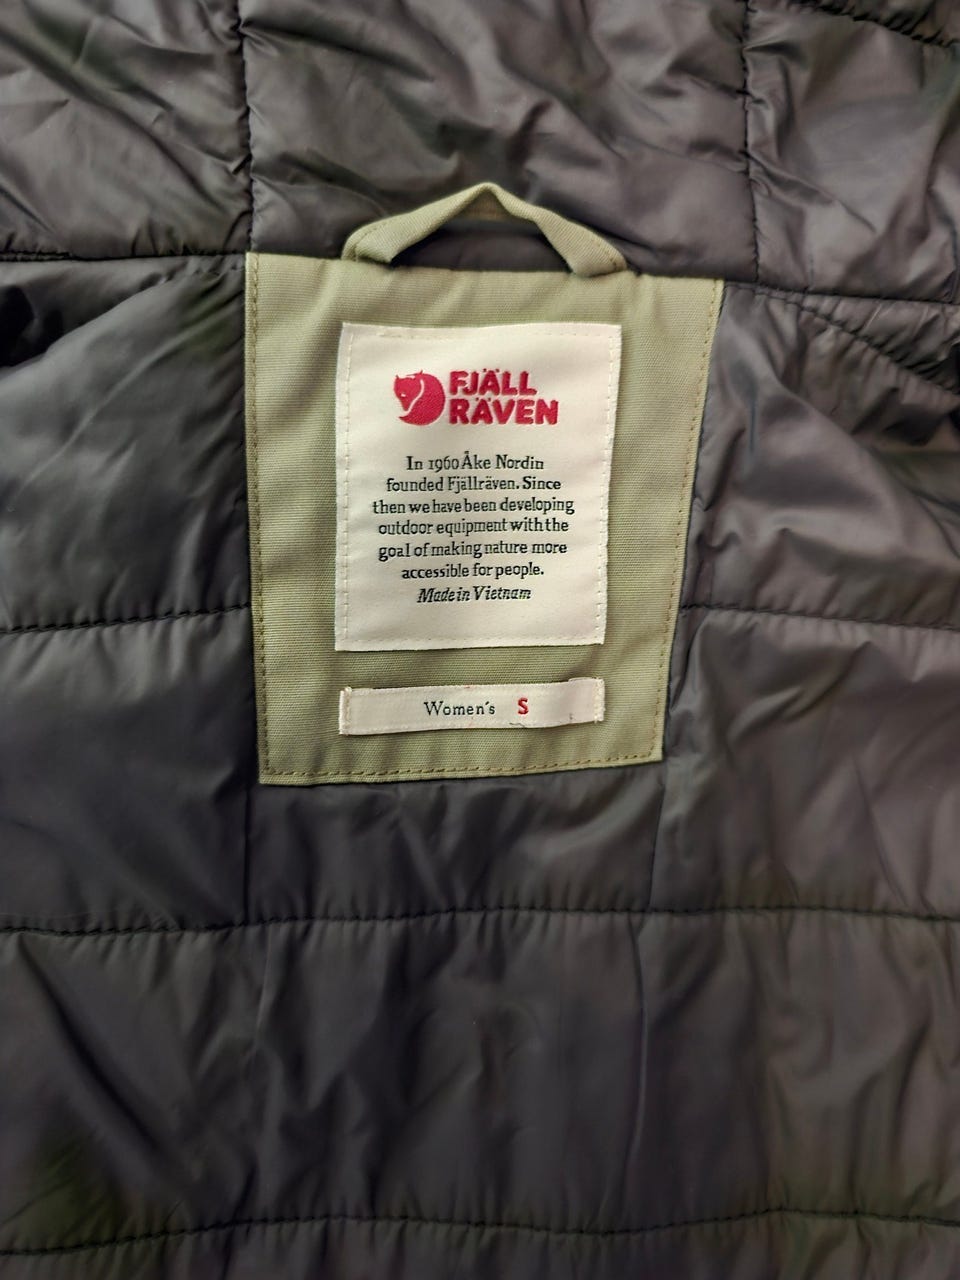 FJÄLL
RÄVEN
In 1960 Åke Nordin
founded Fjällräven. Since
then we have been developing
outdoor equipment with the
goal of making nature more
accessible for people.
Made in Vietnam
Women's S